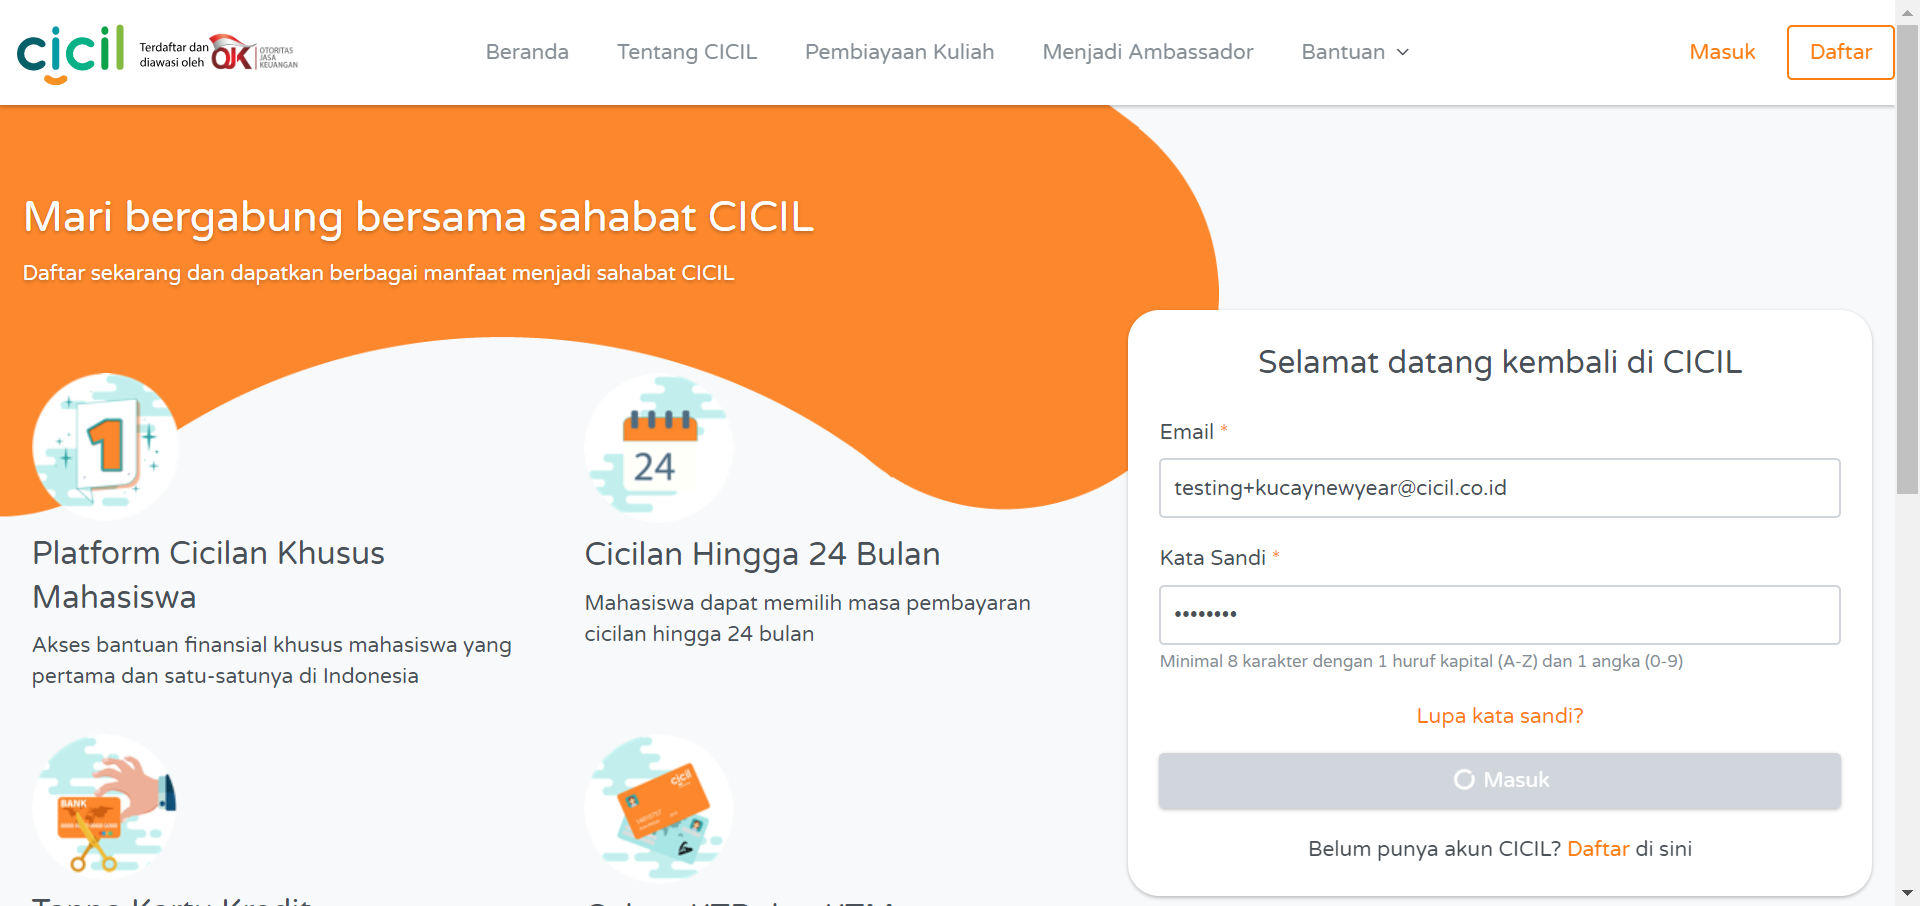 cicil
Terdaftar dan
diawasi oleh
OJK
OTORITAS
JASA
KEUANGAN
Beranda
Tentang CICIL
Pembiayaan Kuliah
Menjadi Ambassador
Bantuan
Masuk
Daftar
Mari bergabung bersama sahabat CICIL
Daftar sekarang dan dapatkan berbagai manfaat menjadi sahabat CICIL
1
Platform Cicilan Khusus
Mahasiswa
Akses bantuan finansial khusus mahasiswa yang
pertama dan satu-satunya di Indonesia
24
Cicilan Hingga 24 Bulan
Mahasiswa dapat memilih masa pembayaran
cicilan hingga 24 bulan
BANK
Tanpa Kartu Kredit
cicil
Selamat datang kembali di CICIL
Email *
testing+kucaynewyear@cicil.co.id
Kata Sandi *
••••••••
Minimal 8 karakter dengan 1 huruf kapital (A-Z) dan 1 angka (0-9)
Lupa kata sandi?
Masuk
Belum punya akun CICIL? Daftar di sini